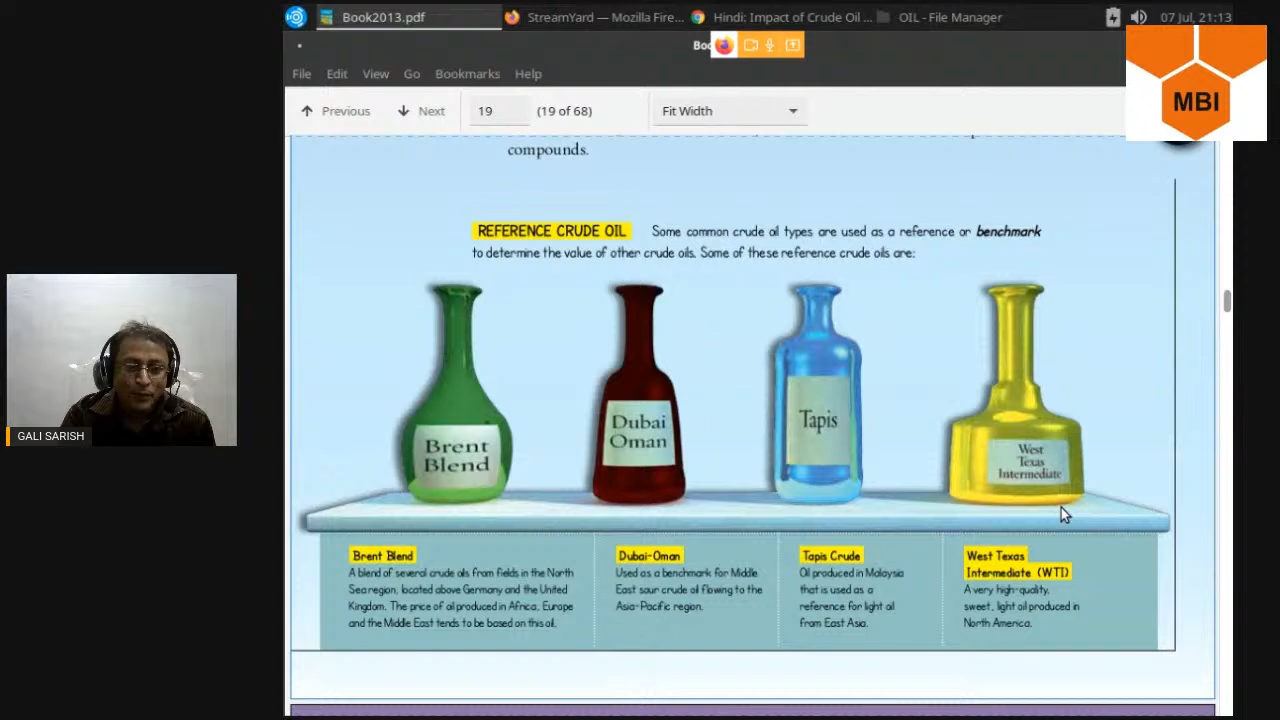 Book2013.pdf
StreamYard — Mozilla Fire...
Hindi: Impact of Crude Oil ...
OIL - File Manager
07 Jul, 21:13
Boo
MBI
File Edit View Go Bookmarks Help
Previous Next 19 (19 of 68) Fit Width
compounds.
REFERENCE CRUDE OIL Some common crude oil types are used as a reference or benchmark
to determine the value of other crude oils. Some of these reference crude oils are:
Brent
Blend
Dubai
Oman
Tapis
West
Texas
Intermediate
GALI SARISH
Brent Blend
A blend of several crude oils from fields in the North
Sea region, located above Germany and the United
Kingdom. The price of oil produced in Africa, Europe
and the Middle East tends to be based on this oil.
Dubai-Oman
Used as a benchmark for Middle
East sour crude oil flowing to the
Asia-Pacific region.
Tapis Crude
Oil produced in Malaysia
that is used as a
reference for light oil
from East Asia.
West Texas
Intermediate (WTI)
A very high-quality,
sweet, light oil produced in
North America.